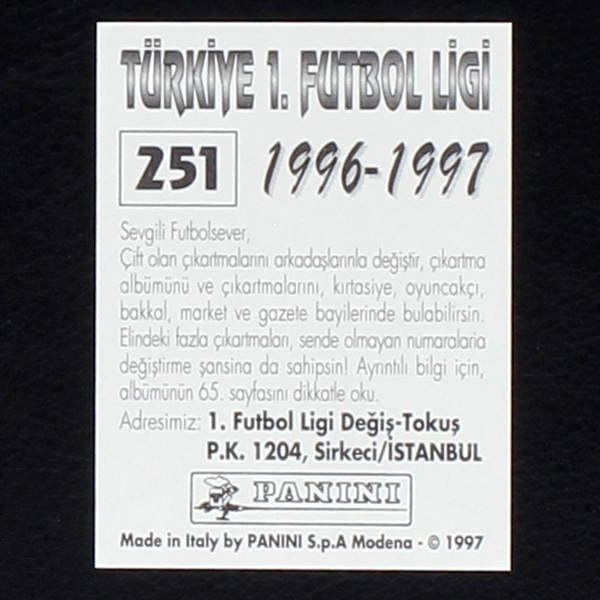 TÜRKİYE 1. FUTBOL LİGİ
251 1996-1997
Sevgili Futbolsever,
Çift olan çıkartmalarını arkadaşlarınla değiştir, çıkartma
albümünü ve çıkartmalarını, kırtasiye, oyuncakçı,
bakkal, market ve gazete bayilerinde bulabilirsin.
Elindeki fazla çıkartmaları, sende olmayan numaralarla
değiştirme şansina da sahipsin! Ayrıntılı bilgi için,
albümünün 65. sayfasını dikkatle oku.
Adresimiz: 1. Futbol Ligi Değiş-Tokuş
P.K. 1204, Sirkeci/İSTANBUL
PANINI
Made in Italy by PANINI S.p.A Modena - © 1997